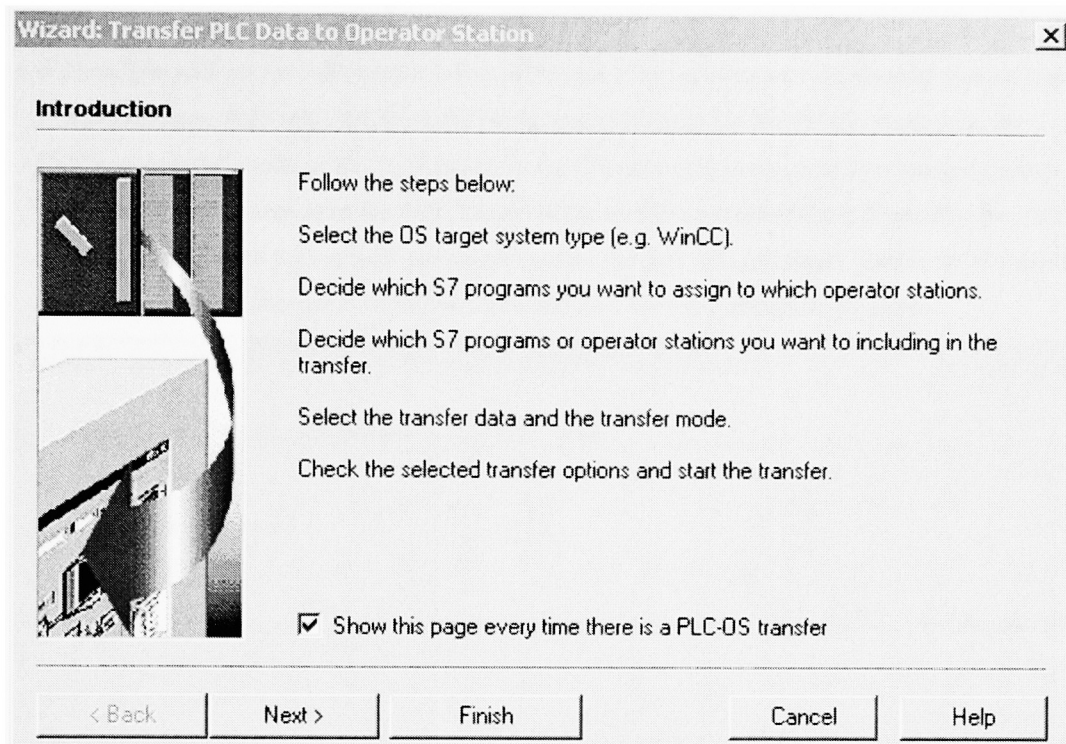 Wizard: Transfer PLC Data to Operator Station
Introduction
Follow the steps below:
Select the OS target system type (e.g. WinCC).
Decide which S7 programs you want to assign to which operator stations.
Decide which S7 programs or operator stations you want to including in the
transfer.
Select the transfer data and the transfer mode.
Check the selected transfer options and start the transfer.
Show this page every time there is a PLC-OS transfer
< Back
Next >
Finish
Cancel
Help